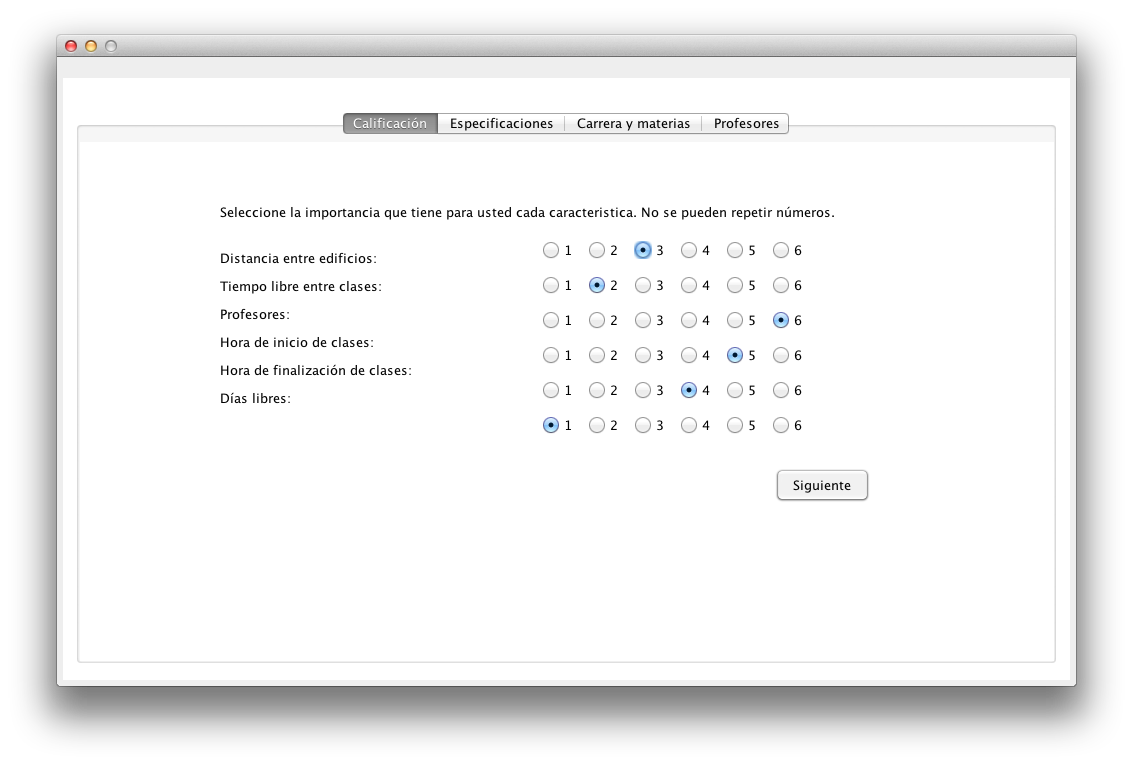 Calificación Especificaciones Carrera y materias Profesores
Seleccione la importancia que tiene para usted cada caracteristica. No se pueden repetir números.
Distancia entre edificios: 1 2 3 4 5 6
Tiempo libre entre clases: 1 2 3 4 5 6
Profesores: 1 2 3 4 5 6
Hora de inicio de clases: 1 2 3 4 5 6
Hora de finalización de clases: 1 2 3 4 5 6
Días libres: 1 2 3 4 5 6
Siguiente